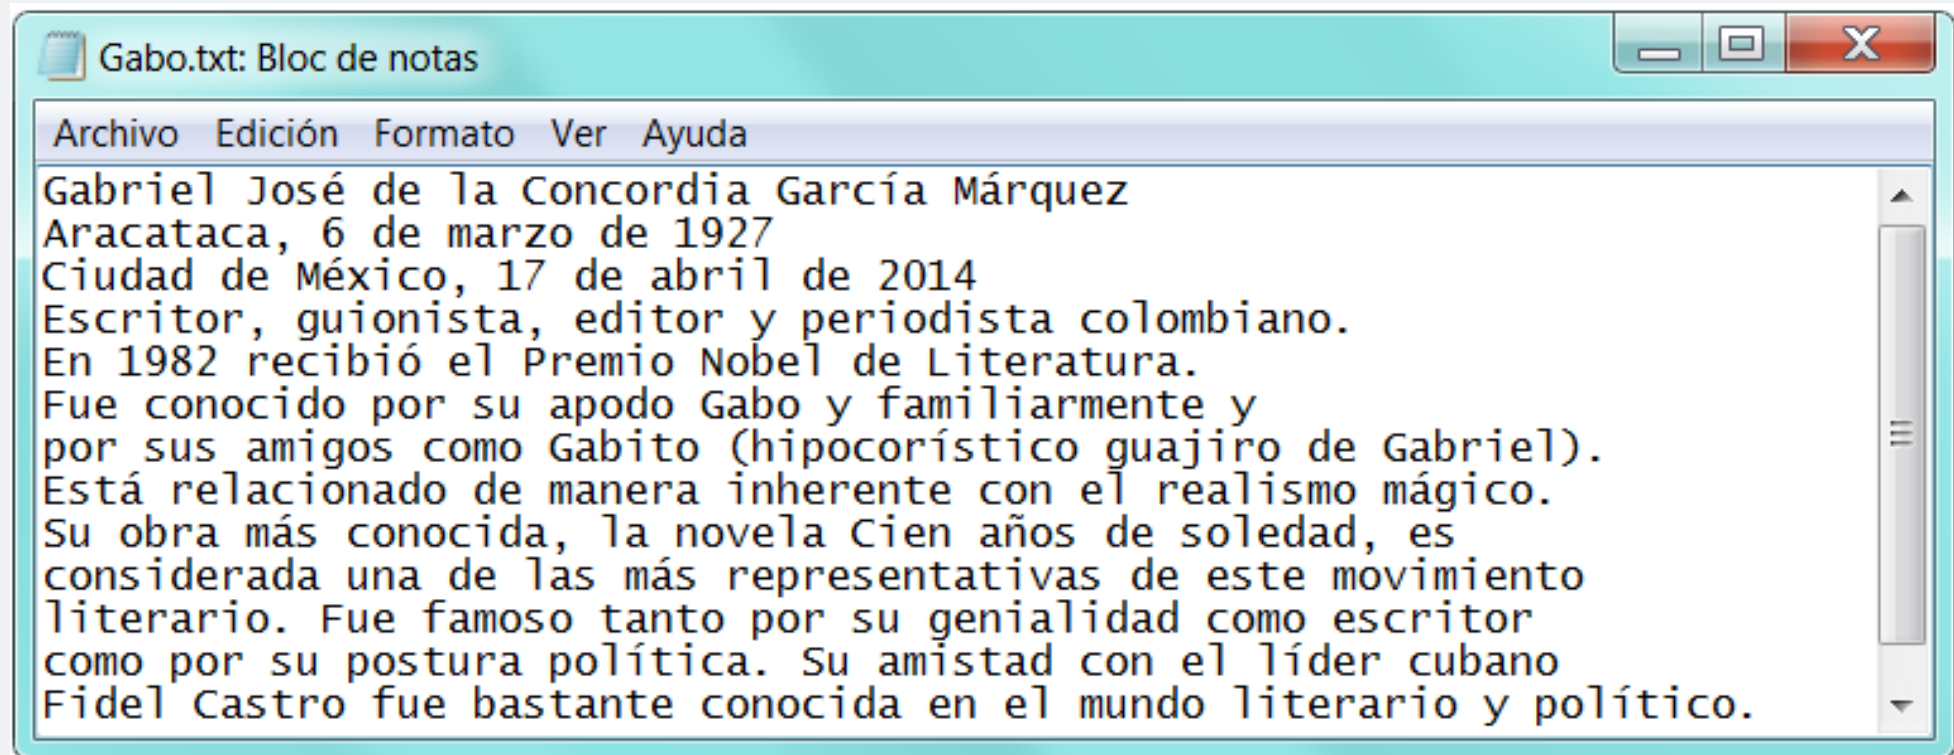 Gabo.txt: Bloc de notas
Archivo Edición Formato Ver Ayuda
Gabriel José de la Concordia García Márquez
Aracataca, 6 de marzo de 1927
Ciudad de México, 17 de abril de 2014
Escritor, guionista, editor y periodista colombiano.
En 1982 recibió el Premio Nobel de Literatura.
Fue conocido por su apodo Gabo y familiarmente y
por sus amigos como Gabito (hipocorístico guajiro de Gabriel).
Está relacionado de manera inherente con el realismo mágico.
Su obra más conocida, la novela Cien años de soledad, es
considerada una de las más representativas de este movimiento
literario. Fue famoso tanto por su genialidad como escritor
como por su postura política. Su amistad con el líder cubano
Fidel Castro fue bastante conocida en el mundo literario y político.